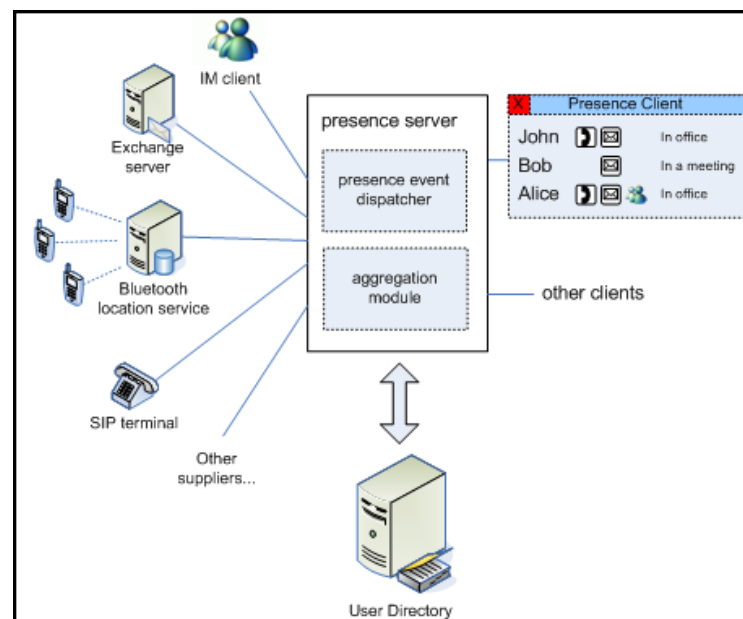 IM client
Exchange
server
Bluetooth
location service
SIP terminal
Other
suppliers...
presence server
presence event
dispatcher
aggregation
module
X Presence Client
John In office
Bob In a meeting
Alice In office
other clients
User Directory